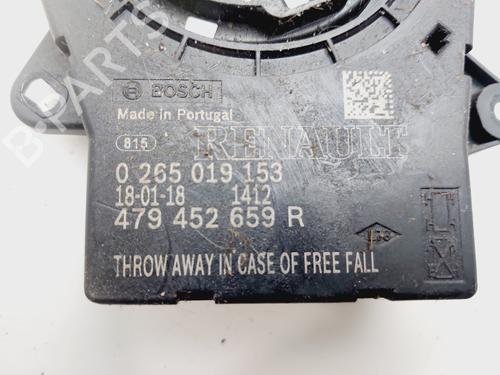 BOSCH
Made in Portugal
815
RENAULT
0 265 019 153
18-01-18 1412
479 452 659 R
THROW AWAY IN CASE OF FREE FALL
B-PARTS